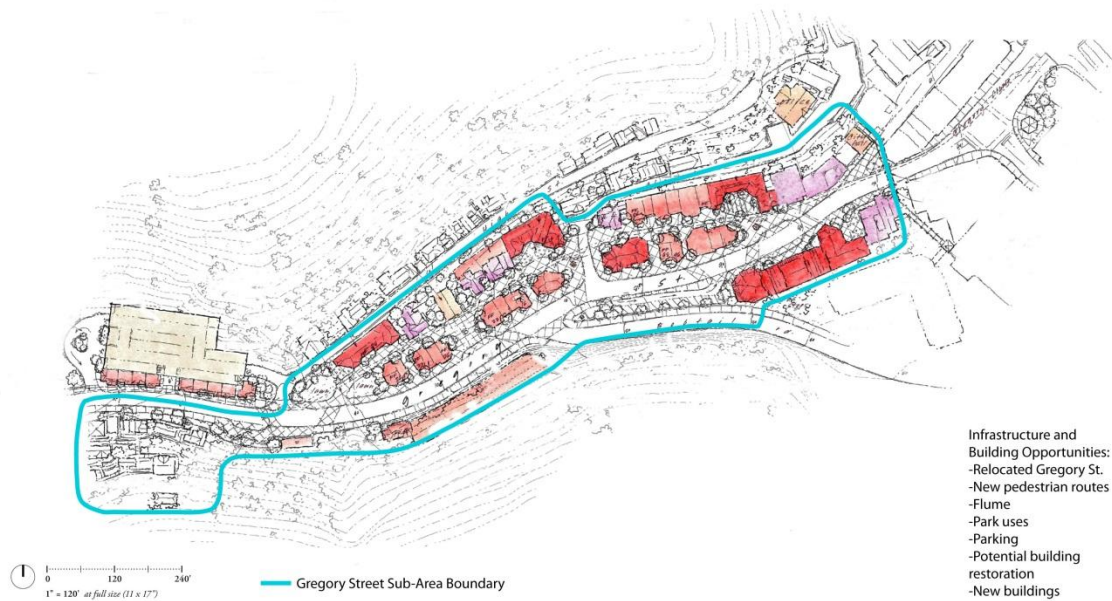 Infrastructure and
Building Opportunities:
-Relocated Gregory St.
-New pedestrian routes
-Flume
-Park uses
-Parking
-Potential building
restoration
-New buildings
0 120 240'
1" = 120' at full size (11 x 17")
Gregory Street Sub-Area Boundary